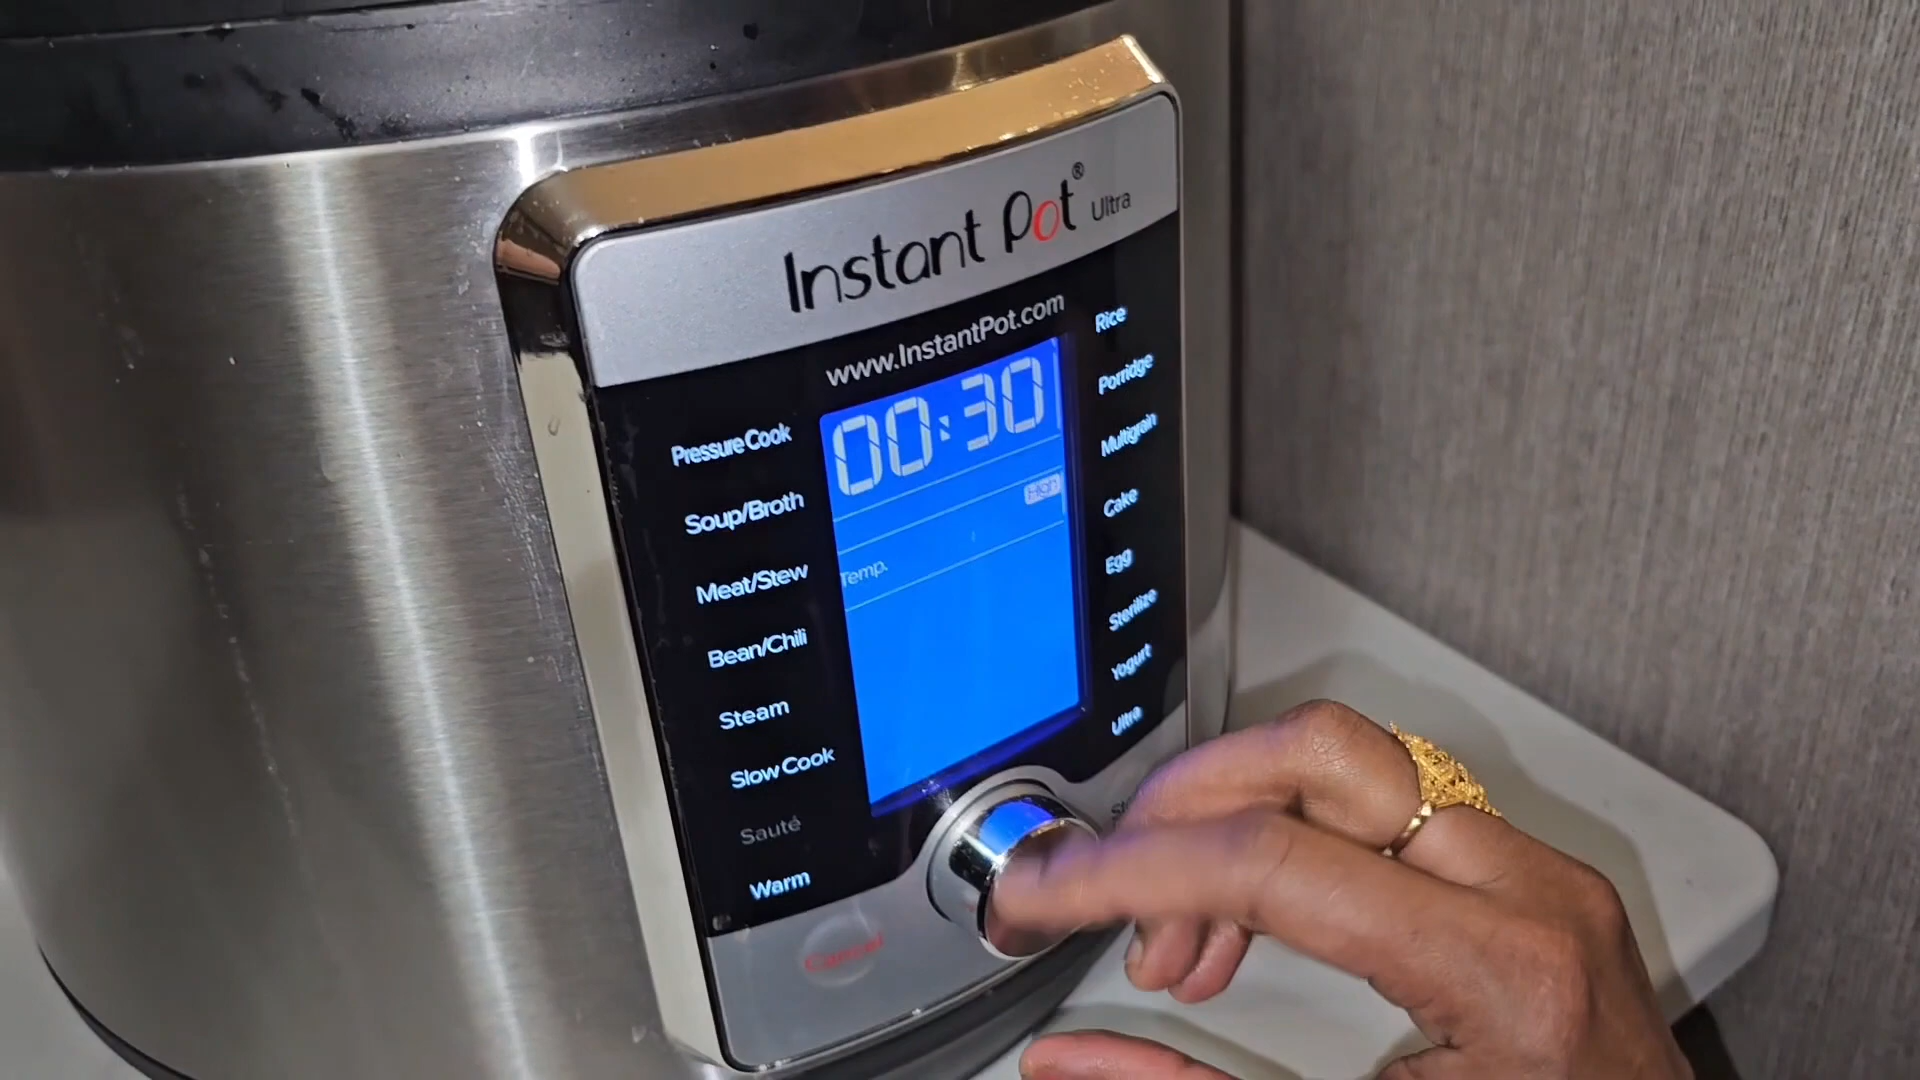 Instant Pot® Ultra
www.InstantPot.com
00:30
High
Temp.
Pressure Cook
Soup/Broth
Meat/Stew
Bean/Chili
Steam
Slow Cook
Sauté
Warm
Rice
Porridge
Multigrain
Cake
Egg
Sterilize
Yogurt
Ultra
Cancel